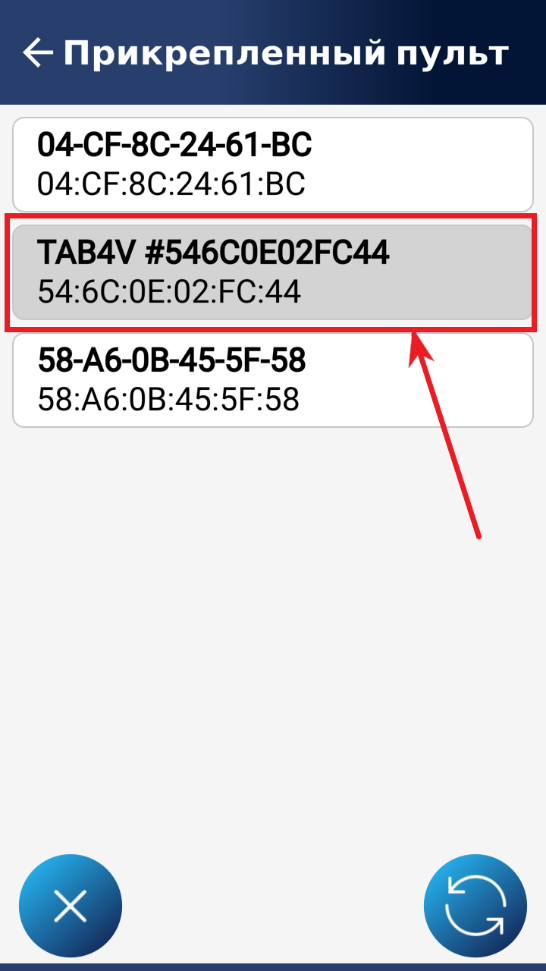 Прикрепленный пульт
04-CF-8C-24-61-BC
04:CF:8C:24:61:BC
TAB4V #546C0E02FC44
54:6C:0E:02:FC:44
58-A6-0B-45-5F-58
58:A6:0B:45:5F:58